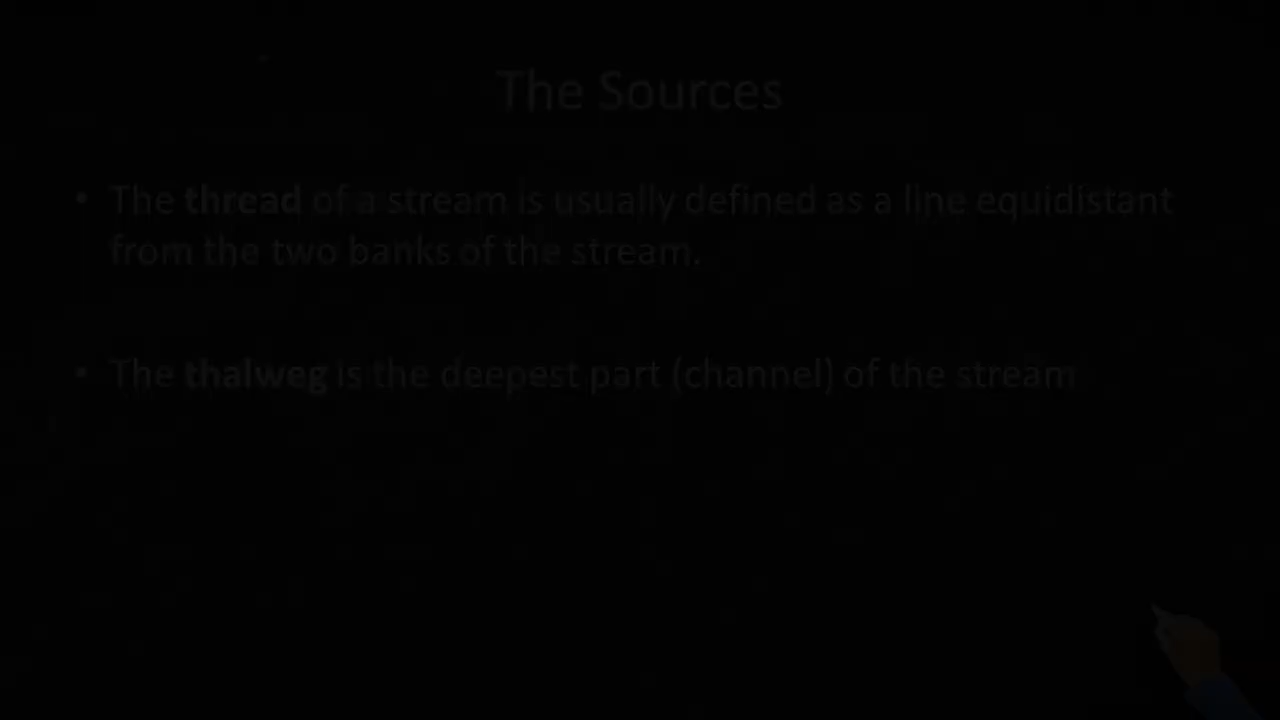 The Sources
• The thread of a stream is usually defined as a line equidistant
from the two banks of the stream.
• The thalweg is the deepest part (channel) of the stream